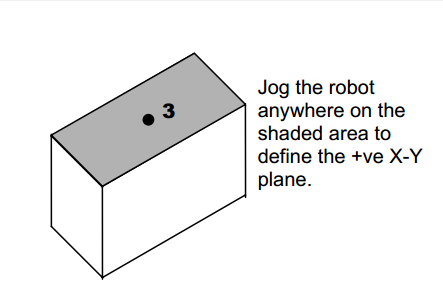 3
Jog the robot
anywhere on the
shaded area to
define the +ve X-Y
plane.